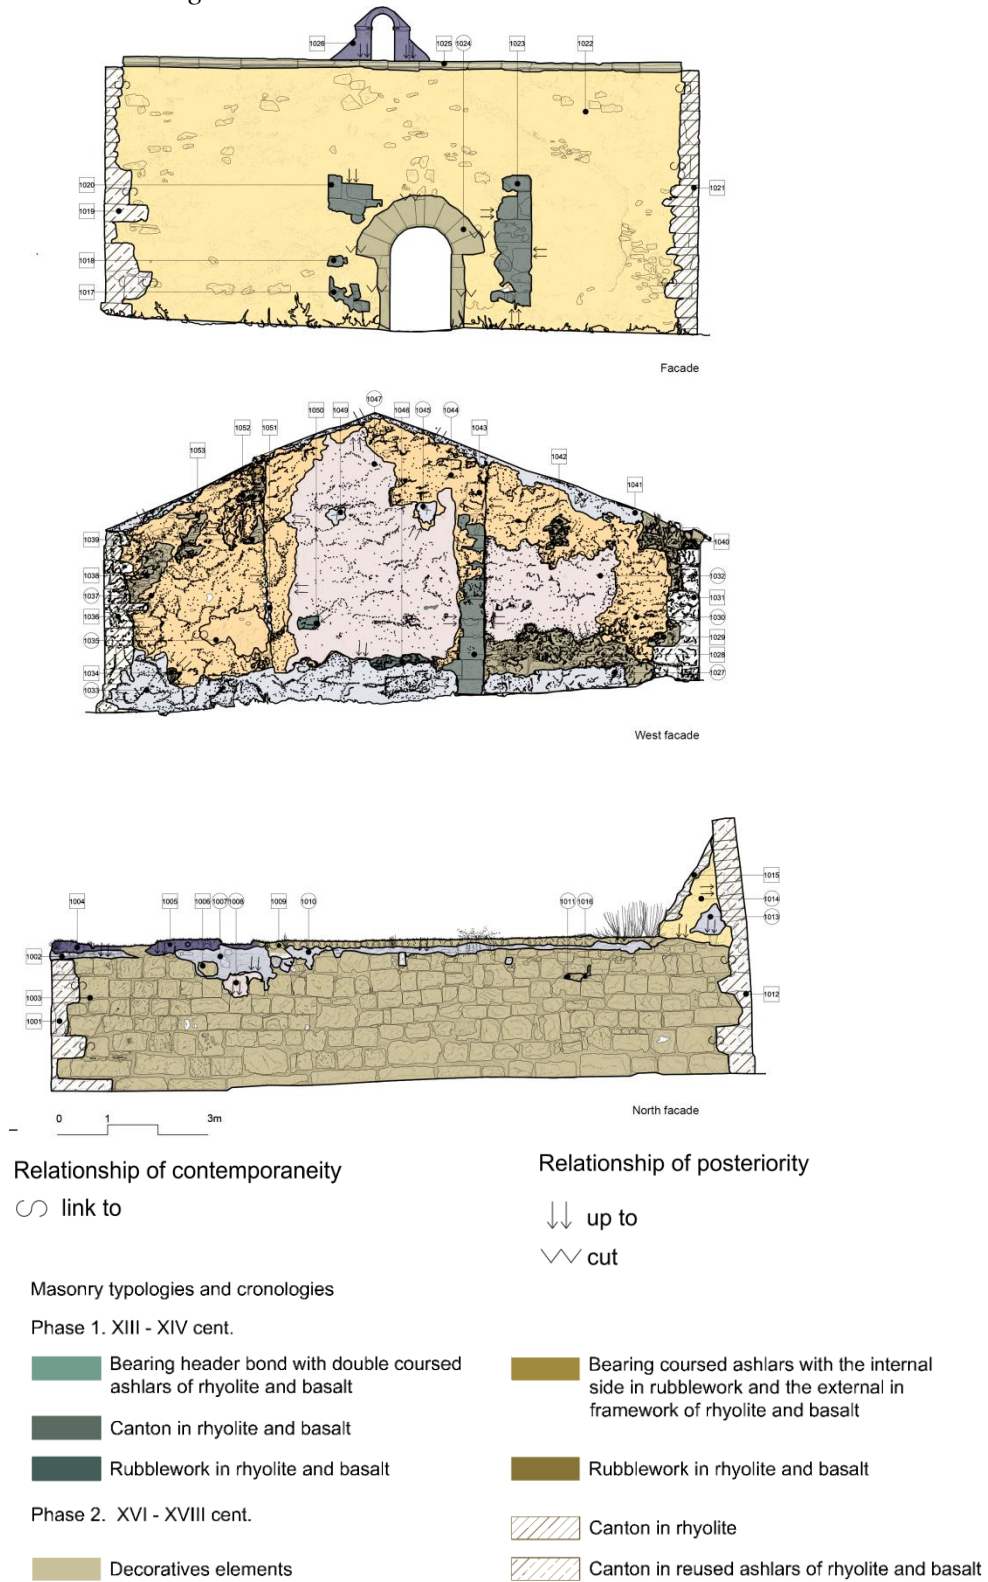 1026 1025 1024 1023 1022
1020
1021
1019
1018
1017
Facade
1047
1050 1049 1046 1045 1044
1052 1051 1043
1053 1042
1041
1039 1040
1038 1032
1037 1031
1036 1030
1035 1029
1028
1034 1027
1033
West facade
1015
1004 1005 1006 1007 1008 1009 1010 1011 1016 1014
1013
1002
1003 1012
1001
0 1 3m
North facade
Relationship of contemporaneity
link to
Relationship of posteriority
up to
cut
Masonry typologies and cronologies
Phase 1. XIII - XIV cent.
Bearing header bond with double coursed
ashlars of rhyolite and basalt
Canton in rhyolite and basalt
Rubblework in rhyolite and basalt
Phase 2. XVI - XVIII cent.
Decoratives elements
Bearing coursed ashlars with the internal
side in rubblework and the external in
framework of rhyolite and basalt
Rubblework in rhyolite and basalt
Canton in rhyolite
Canton in reused ashlars of rhyolite and basalt